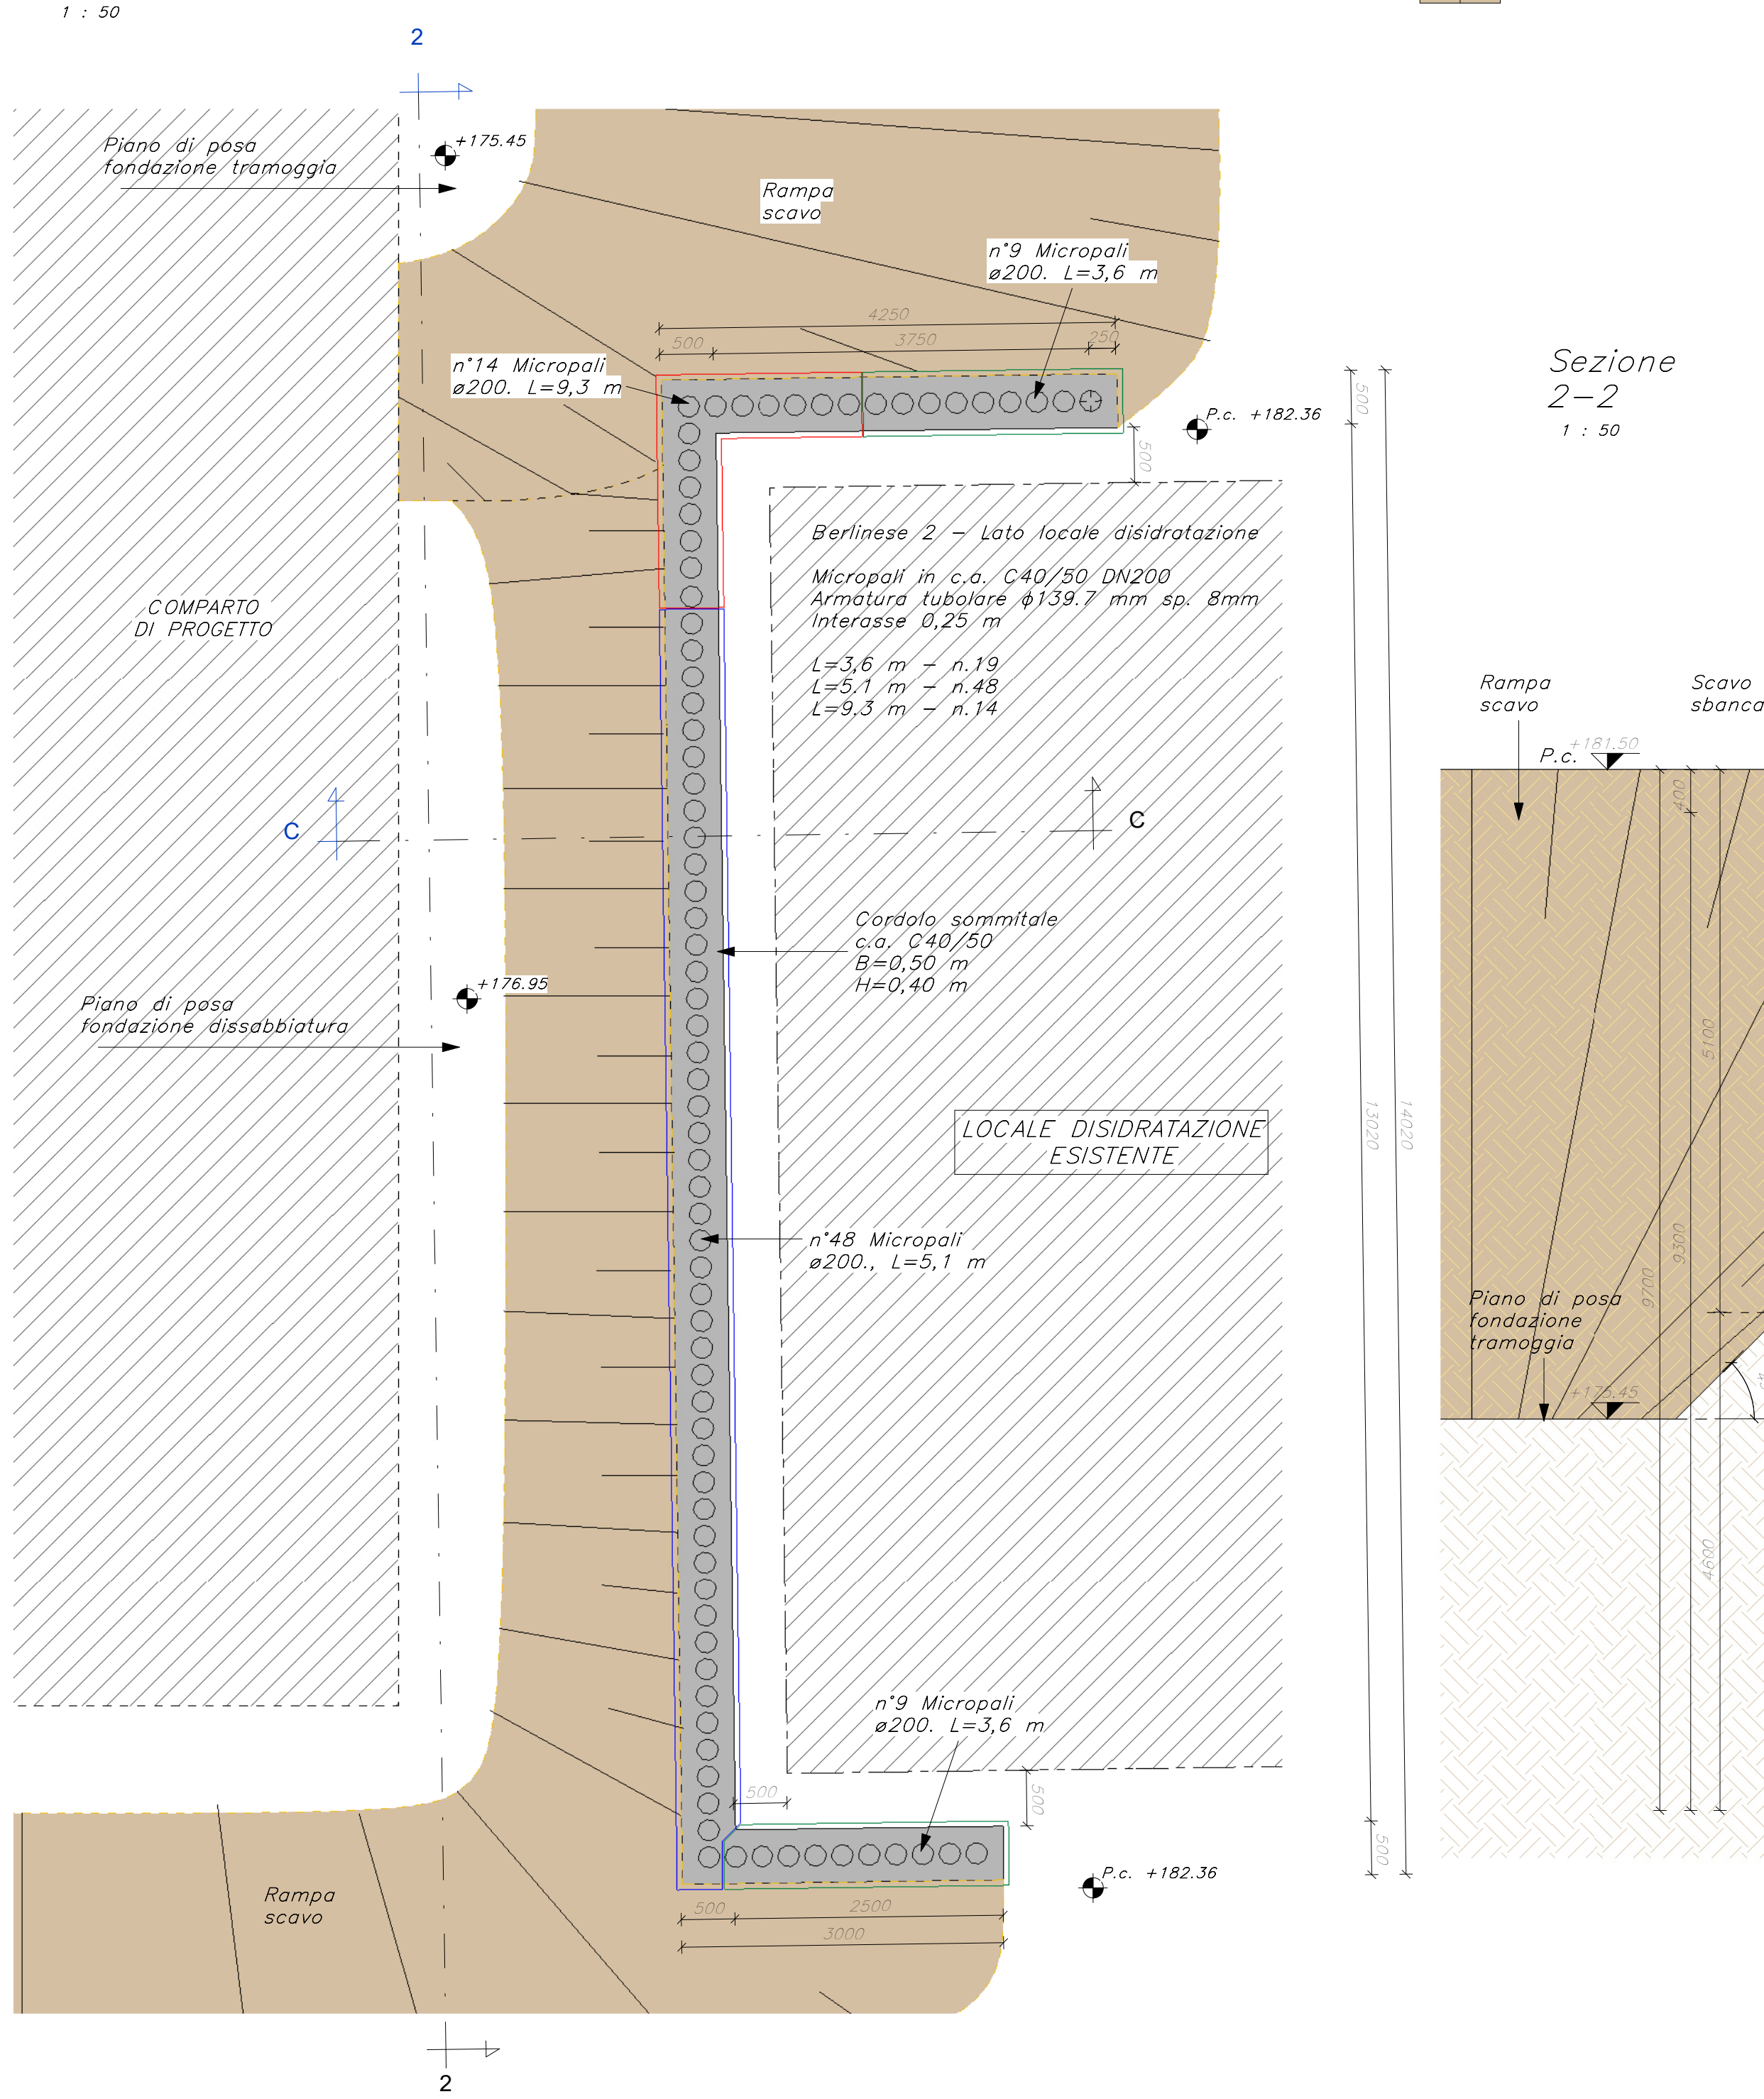 1 : 50
2
Piano di posa
fondazione tramoggia
+175.45
Rampa
scavo
n°9 Micropali
ø200. L=3,6 m
4250
500
3750
250
n°14 Micropali
ø200. L=9,3 m
P.c. +182.36
500
500
Sezione
2-2
1 : 50
Berlinese 2 - Lato locale disidratazione
Micropali in c.a. C40/50 DN200
Armatura tubolare ϕ139.7 mm sp. 8mm
Interasse 0,25 m
L=3,6 m - n.19
L=5.1 m - n.48
L=9,3 m - n.14
COMPARTO
DI PROGETTO
Rampa
scavo
Scavo
P.c.
+181.50
400
C
C
Cordolo sommitale
c.a. C40/50
B=0,50 m
H=0,40 m
+176.95
Piano di posa
fondazione dissabbiatura
5100
13020
14020
LOCALE DISIDRATAZIONE
ESISTENTE
n°48 Micropali
ø200., L=5,1 m
9300
9700
Piano di posa
fondazione
tramoggia
+175.45
4600
n°9 Micropali
ø200. L=3,6 m
500
500
500
P.c. +182.36
Rampa
scavo
500
2500
3000
2